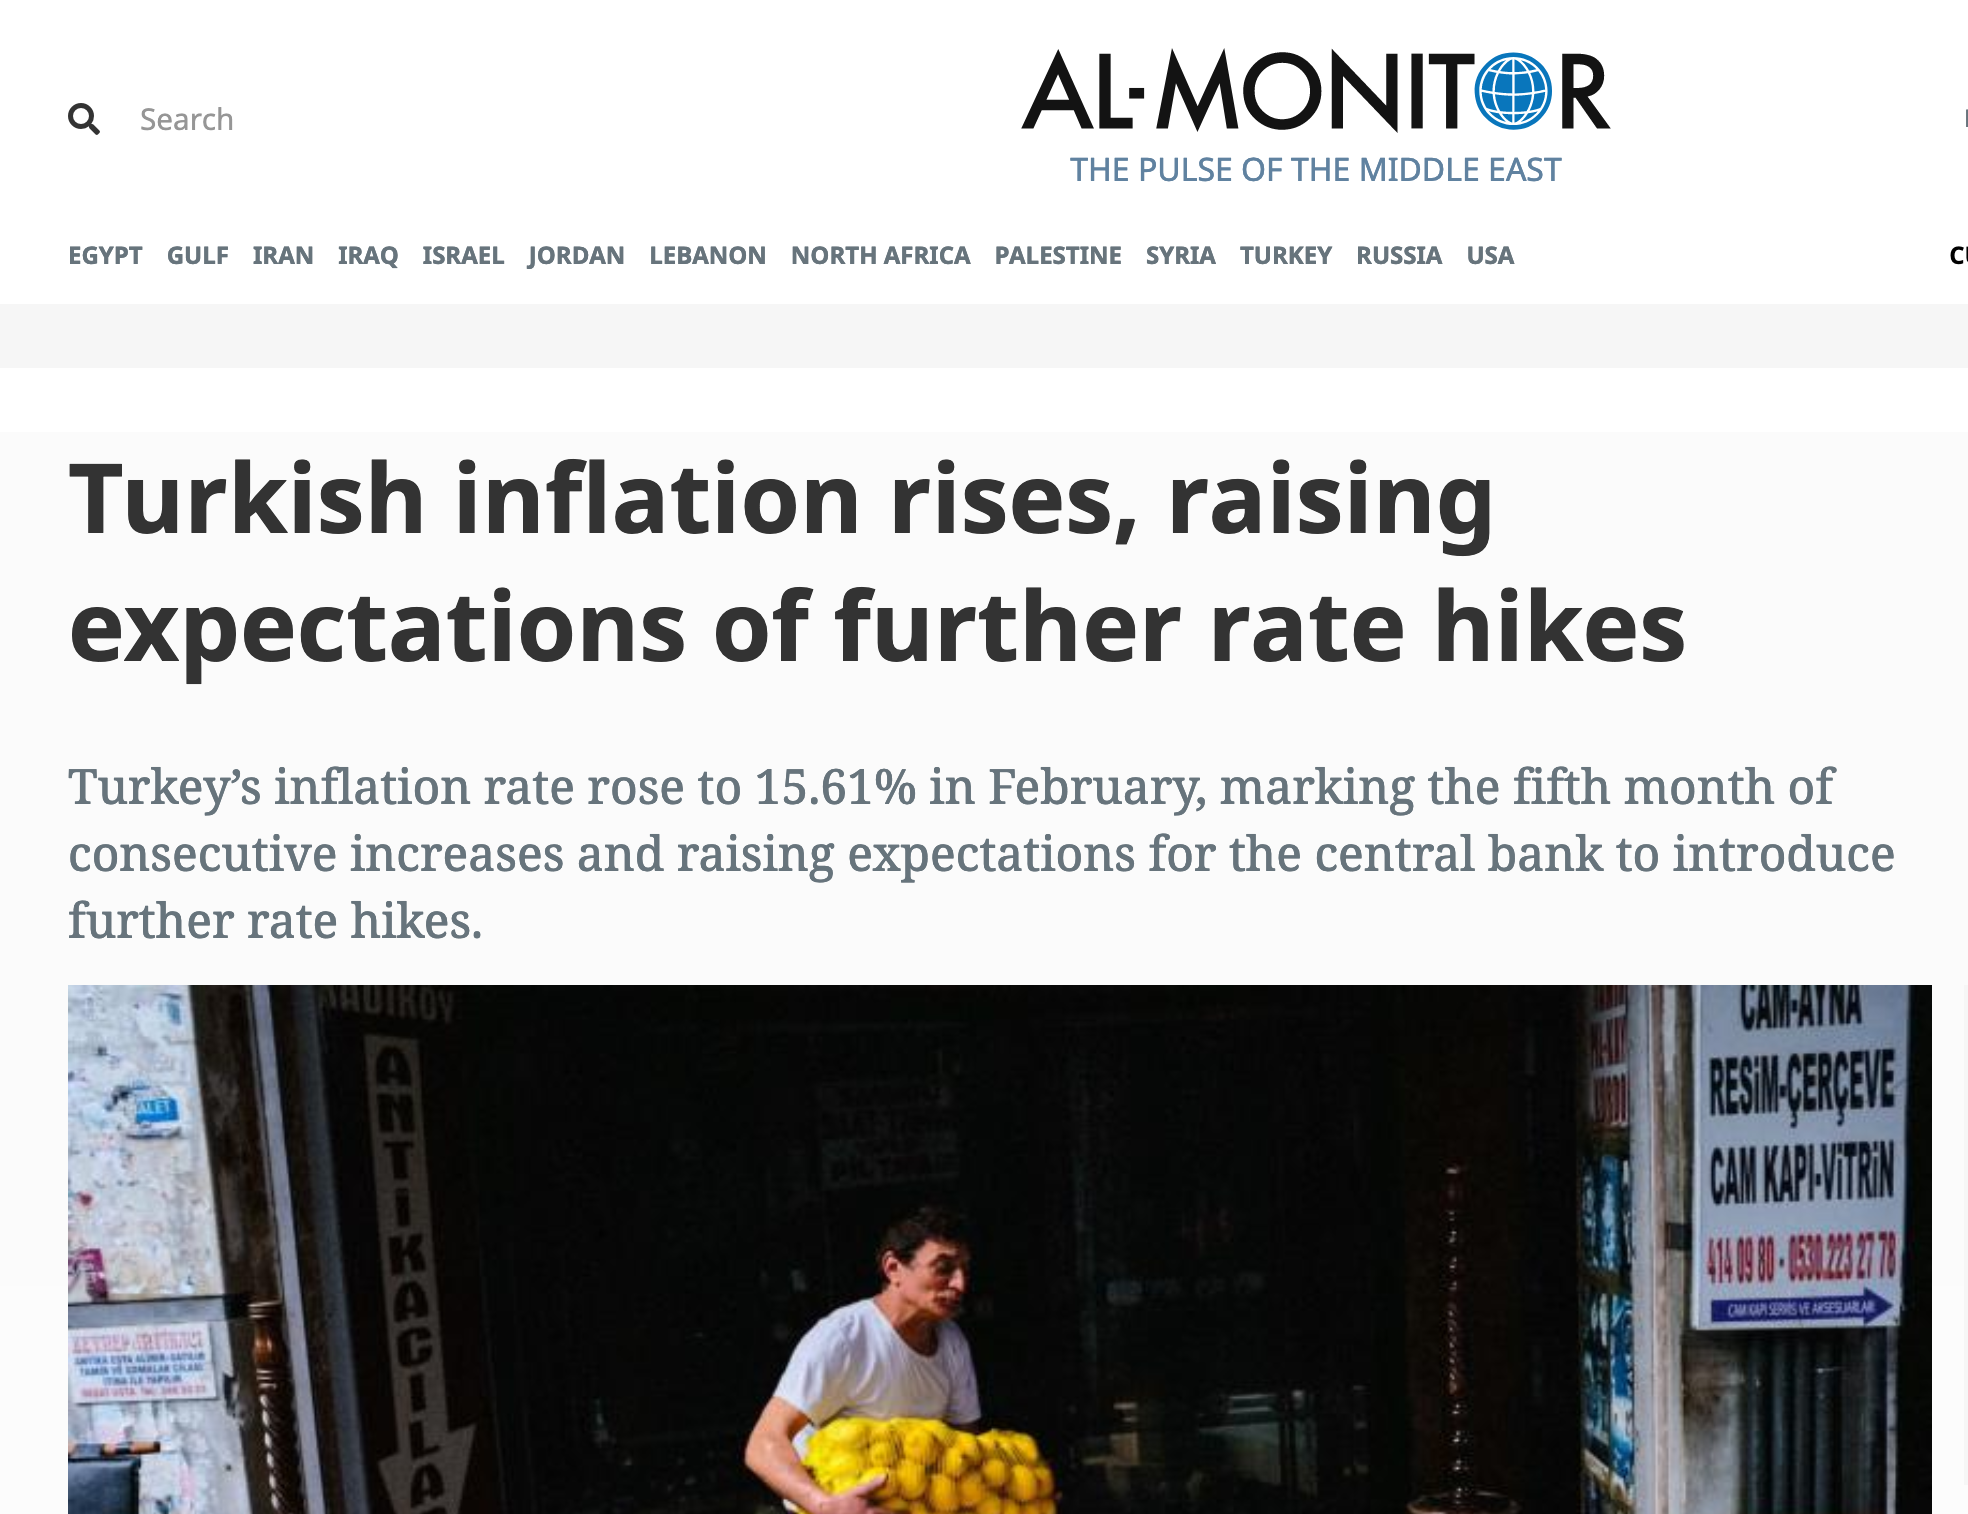 Search
AL-MONITOR
THE PULSE OF THE MIDDLE EAST
EGYPT GULF IRAN IRAQ ISRAEL JORDAN LEBANON NORTH AFRICA PALESTINE SYRIA TURKEY RUSSIA USA
Turkish inflation rises, raising
expectations of further rate hikes
Turkey’s inflation rate rose to 15.61% in February, marking the fifth month of
consecutive increases and raising expectations for the central bank to introduce
further rate hikes.
KADIKÖY
ANTİKACILA
CAM-AYNA
RESİM-ÇERÇEVE
CAM KAPI-VİTRİN
414 09 80 - 0530.223 27 78
CAM KAPI SERVİS VE AKSESUARLARI